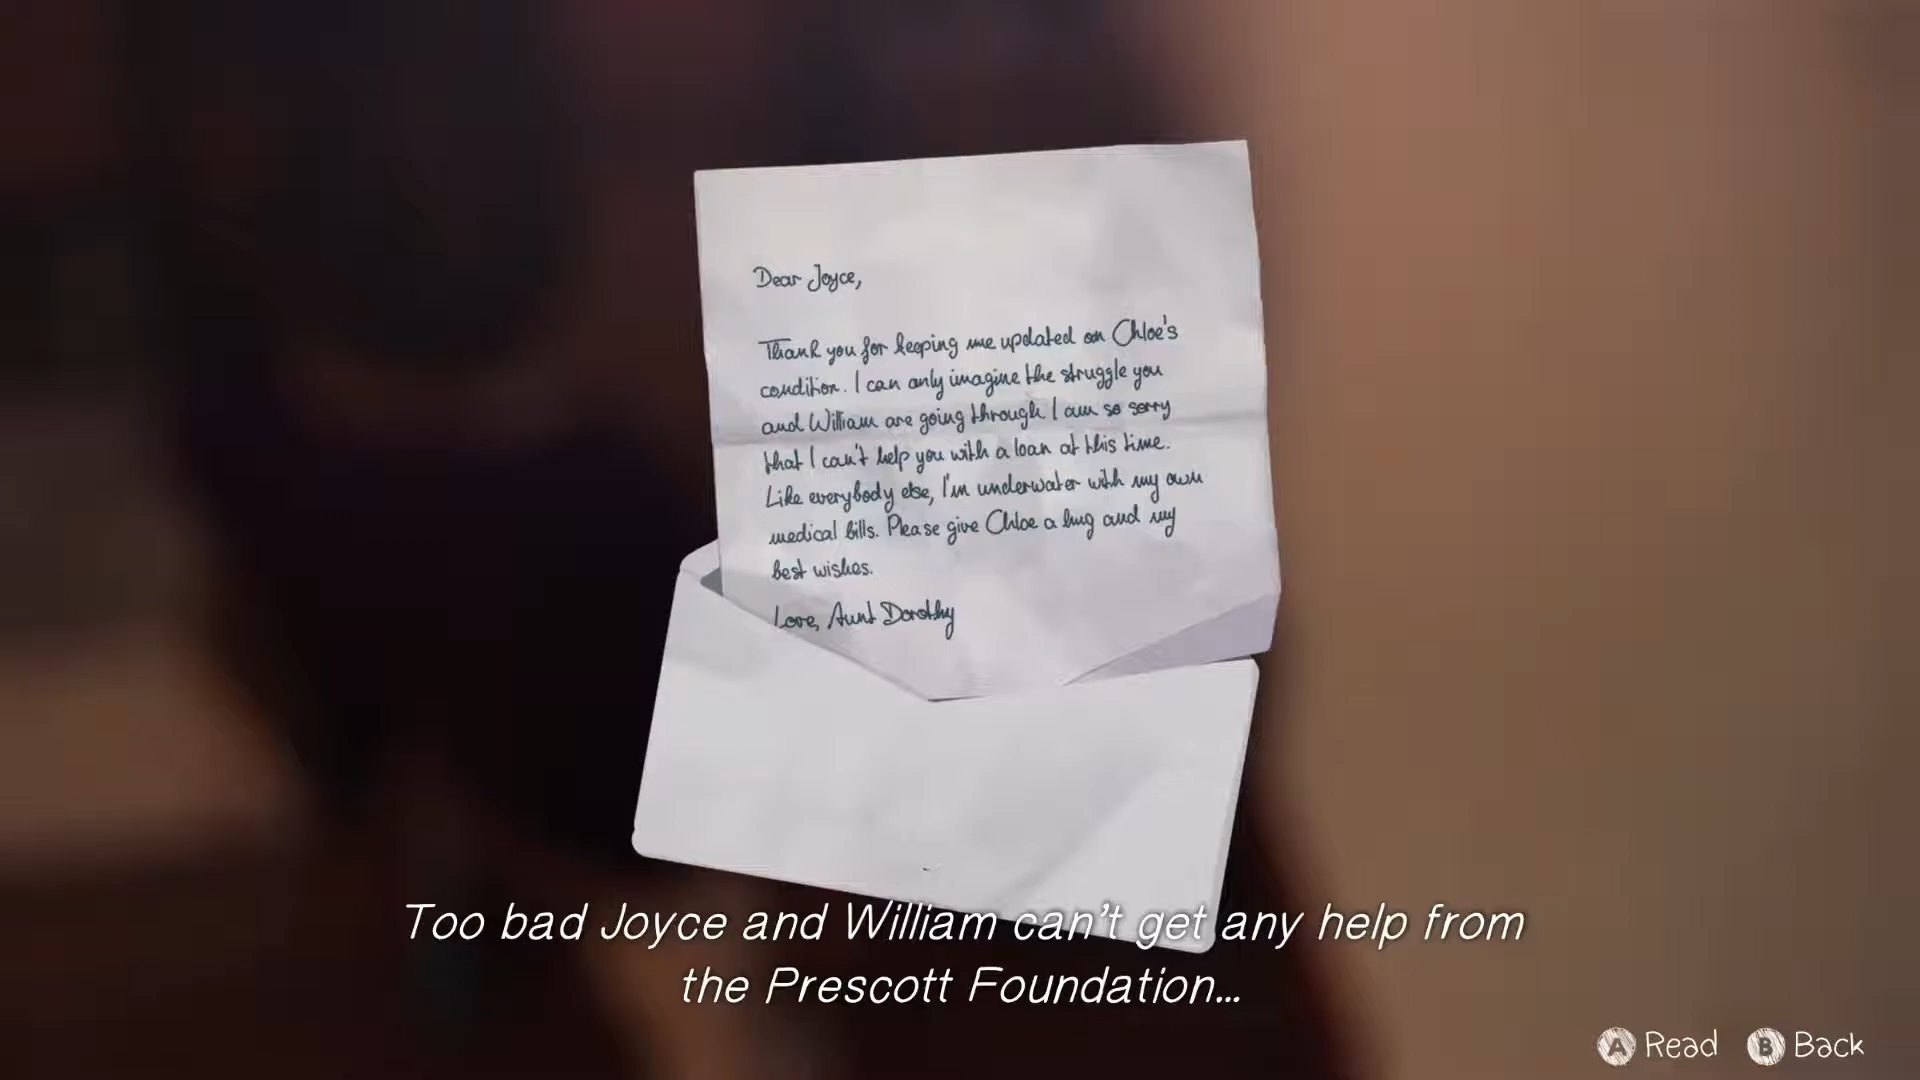 Dear Joyce,
Thank you for keeping me updated on Chloe's
condition. I can only imagine the struggle you
and William are going through. I am so sorry
that I can't help you with a loan at this time.
Like everybody else, I'm underwater with my own
medical bills. Please give Chloe a hug and my
best wishes.
Love, Aunt Dorothy
Too bad Joyce and William can't get any help from
the Prescott Foundation...
A Read B Back